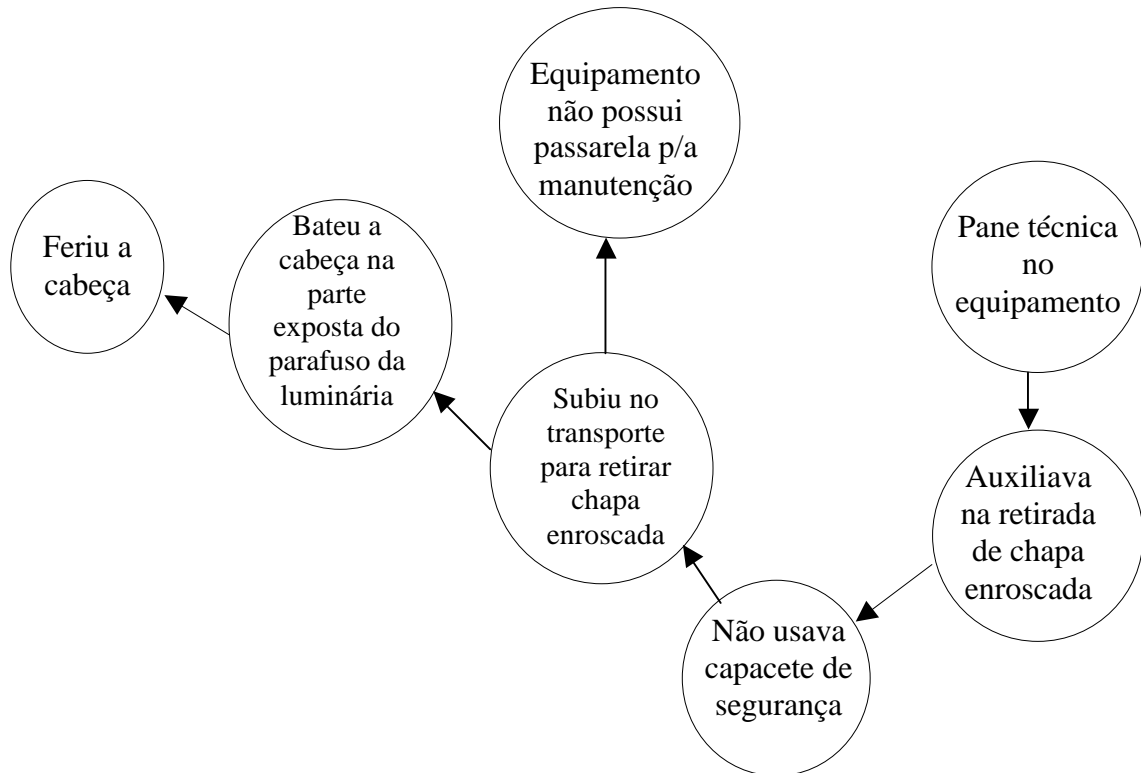 Equipamento
não possui
passarela p/a
manutenção
Feriu a
cabeça
Bateu a
cabeça na
parte
exposta do
parafuso da
luminária
Pane técnica
no
equipamento
Subiu no
transporte
para retirar
chapa
enroscada
Auxiliava
na retirada
de chapa
enroscada
Não usava
capacete de
segurança